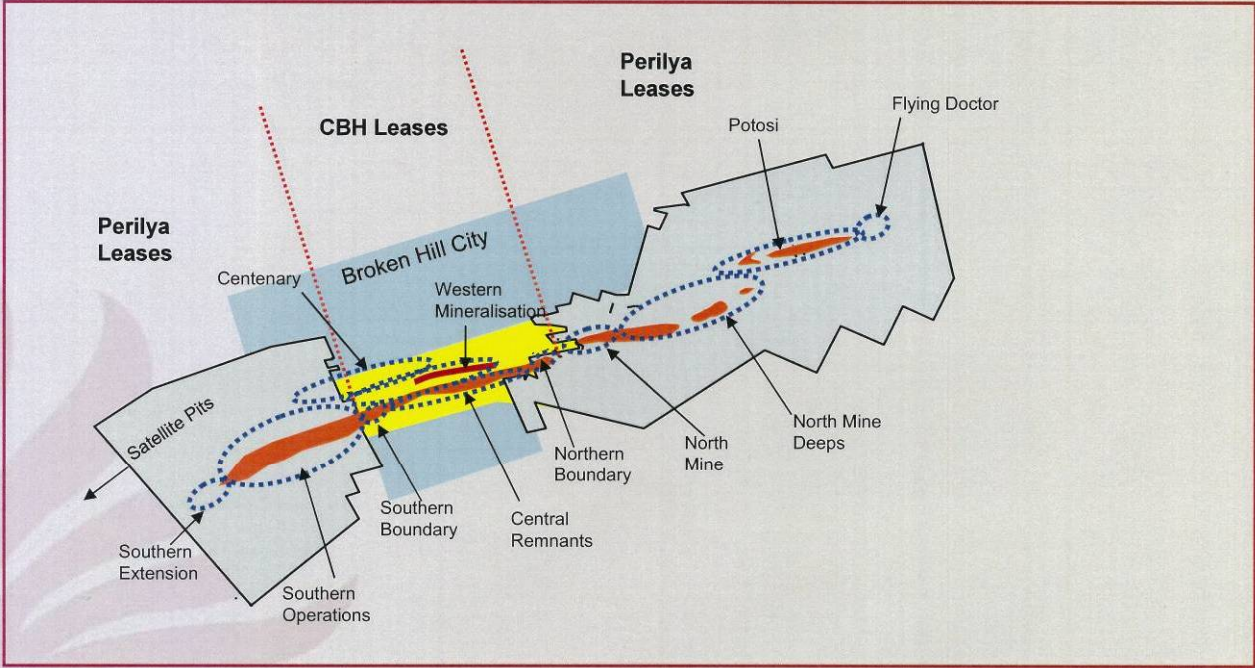 Perilya
Leases
Flying Doctor
Potosi
CBH Leases
Perilya
Leases
Broken Hill City
Centenary
Western
Mineralisation
Satellite Pits
North Mine
Deeps
North
Mine
Northern
Boundary
Southern
Boundary
Central
Remnants
Southern
Extension
Southern
Operations